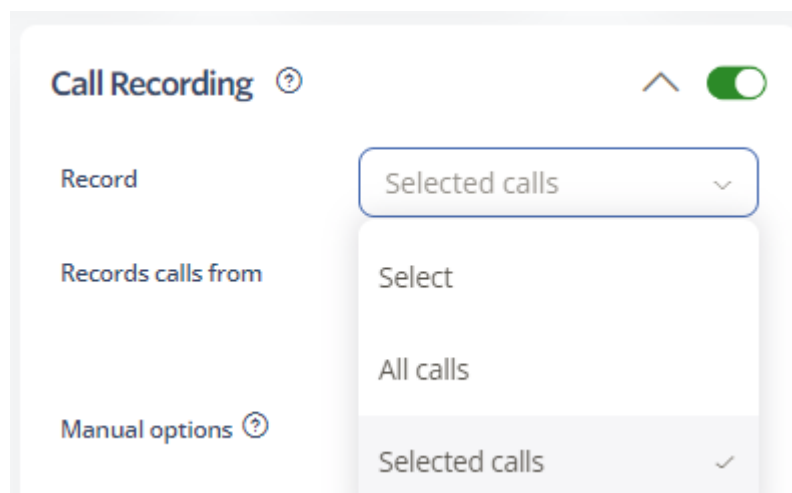 Call Recording ?
Record
Selected calls
Records calls from
Select
All calls
Manual options ?
Selected calls